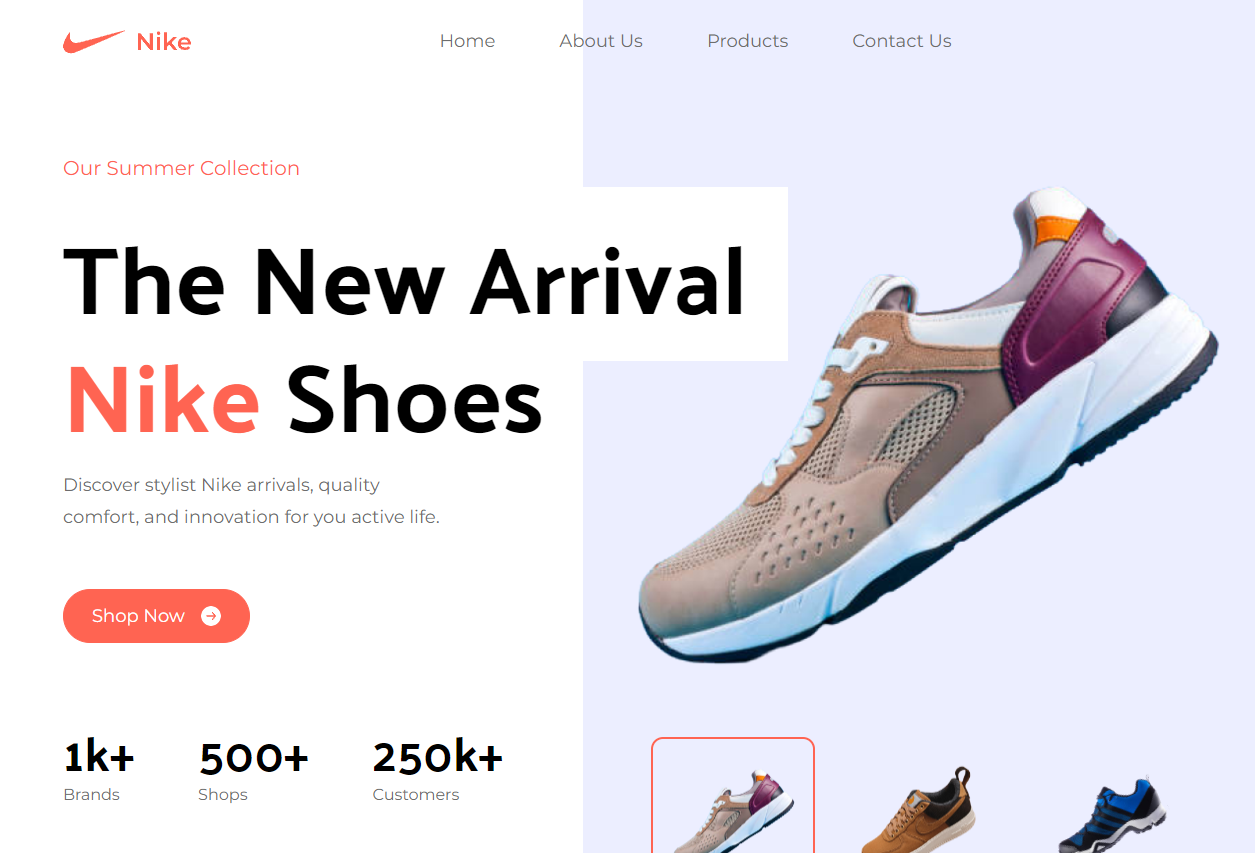 Nike
Home About Us Products Contact Us
Our Summer Collection
The New Arrival
Nike Shoes
Discover stylist Nike arrivals, quality
comfort, and innovation for you active life.
Shop Now
1k+ 500+ 250k+
Brands Shops Customers